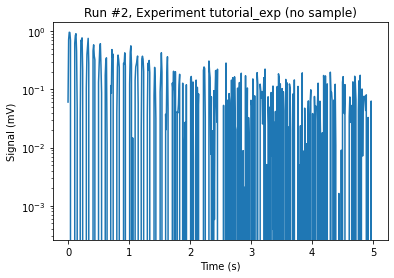 Run #2, Experiment tutorial_exp (no sample)
Signal (mV)
10⁰
10⁻¹
10⁻²
10⁻³
0 1 2 3 4 5
Time (s)